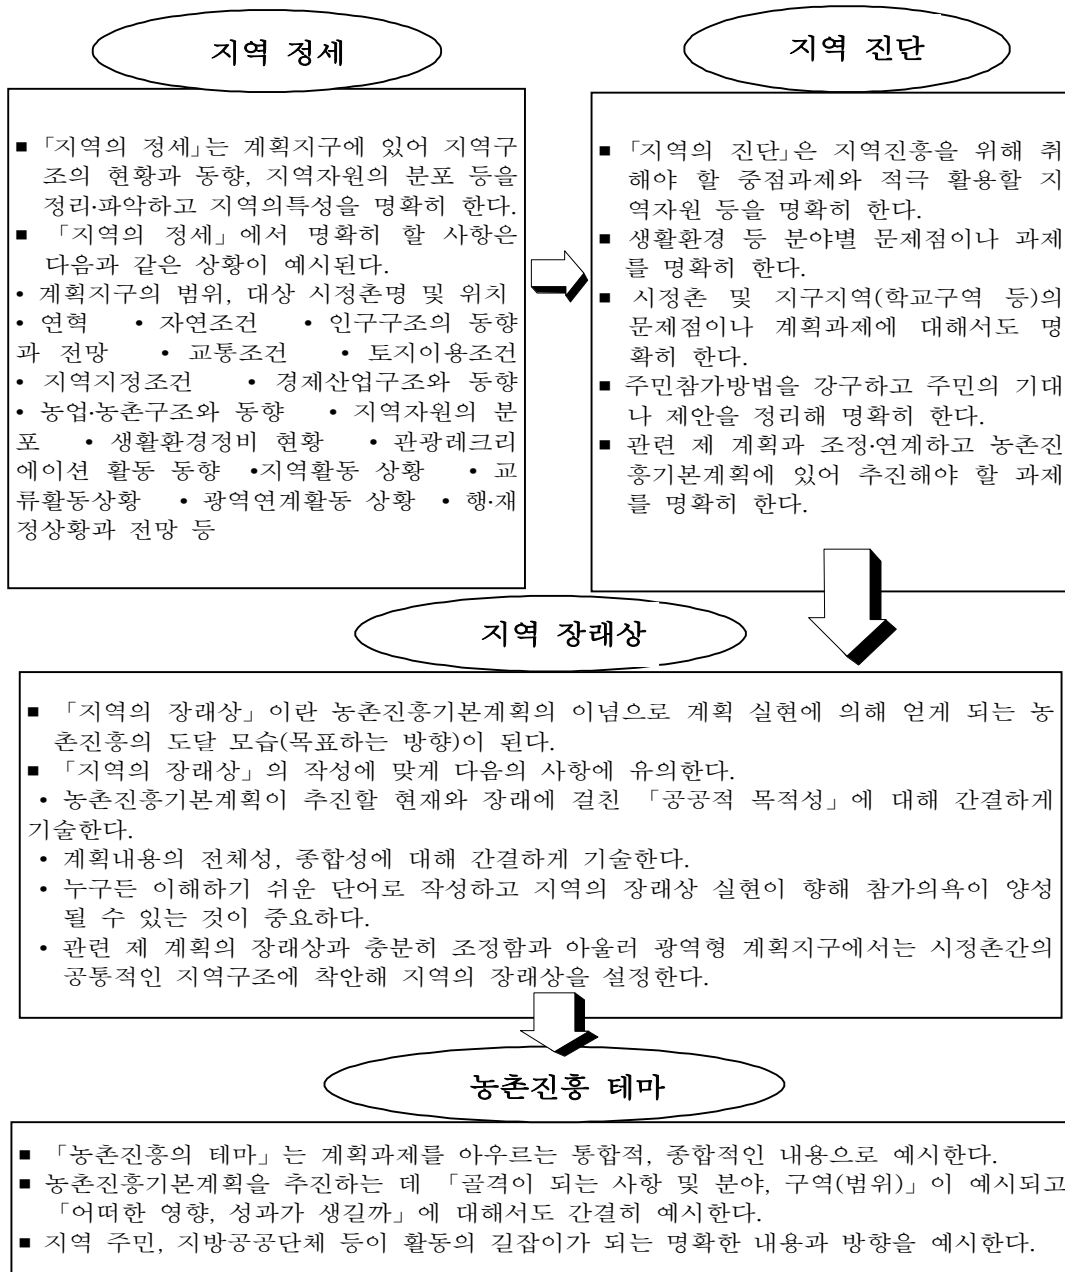 지역 정세
■ ｢지역의 정세｣는 계획지구에 있어 지역구
조의 현황과 동향, 지역자원의 분포 등을
정리·파악하고 지역의특성을 명확히 한다.
■ ｢지역의 정세｣에서 명확히 할 사항은
다음과 같은 상황이 예시된다.
• 계획지구의 범위, 대상 시정촌명 및 위치
• 연혁 • 자연조건 • 인구구조의 동향
과 전망 • 교통조건 • 토지이용조건
• 지역지정조건 • 경제산업구조와 동향
• 농업·농촌구조와 동향 • 지역자원의 분
포 • 생활환경정비 현황 • 관광레크리
에이션 활동 동향 •지역활동 상황 • 교
류활동상황 • 광역연계활동 상황 • 행·재
정상황과 전망 등
지역 진단
■ ｢지역의 진단｣은 지역진흥을 위해 취
해야 할 중점과제와 적극 활용할 지
역자원 등을 명확히 한다.
■ 생활환경 등 분야별 문제점이나 과제
를 명확히 한다.
■ 시정촌 및 지구지역(학교구역 등)의
문제점이나 계획과제에 대해서도 명
확히 한다.
■ 주민참가방법을 강구하고 주민의 기대
나 제안을 정리해 명확히 한다.
■ 관련 제 계획과 조정·연계하고 농촌진
흥기본계획에 있어 추진해야 할 과제
를 명확히 한다.
지역 장래상
■ ｢지역의 장래상｣이란 농촌진흥기본계획의 이념으로 계획 실현에 의해 얻게 되는 농
촌진흥의 도달 모습(목표하는 방향)이 된다.
■ ｢지역의 장래상｣의 작성에 맞게 다음의 사항에 유의한다.
• 농촌진흥기본계획이 추진할 현재와 장래에 걸친 ｢공공적 목적성｣에 대해 간결하게
기술한다.
• 계획내용의 전체성, 종합성에 대해 간결하게 기술한다.
• 누구든 이해하기 쉬운 단어로 작성하고 지역의 장래상 실현이 향해 참가의욕이 양성
될 수 있는 것이 중요하다.
• 관련 제 계획의 장래상과 충분히 조정함과 아울러 광역형 계획지구에서는 시정촌간의
공통적인 지역구조에 착안해 지역의 장래상을 설정한다.
농촌진흥 테마
■ ｢농촌진흥의 테마｣는 계획과제를 아우르는 통합적, 종합적인 내용으로 예시한다.
■ 농촌진흥기본계획을 추진하는 데 ｢골격이 되는 사항 및 분야, 구역(범위)｣이 예시되고
｢어떠한 영향, 성과가 생길까｣에 대해서도 간결히 예시한다.
■ 지역 주민, 지방공공단체 등이 활동의 길잡이가 되는 명확한 내용과 방향을 예시한다.